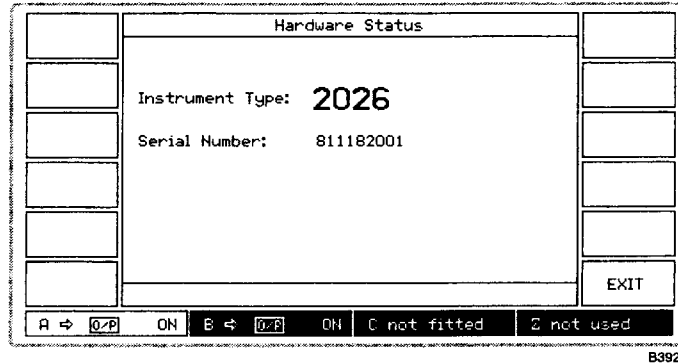 Hardware Status
Instrument Type: 2026
Serial Number: 811182001
EXIT
A ⇨ O/P ON B ⇨ O/P ON C not fitted Σ not used
B392